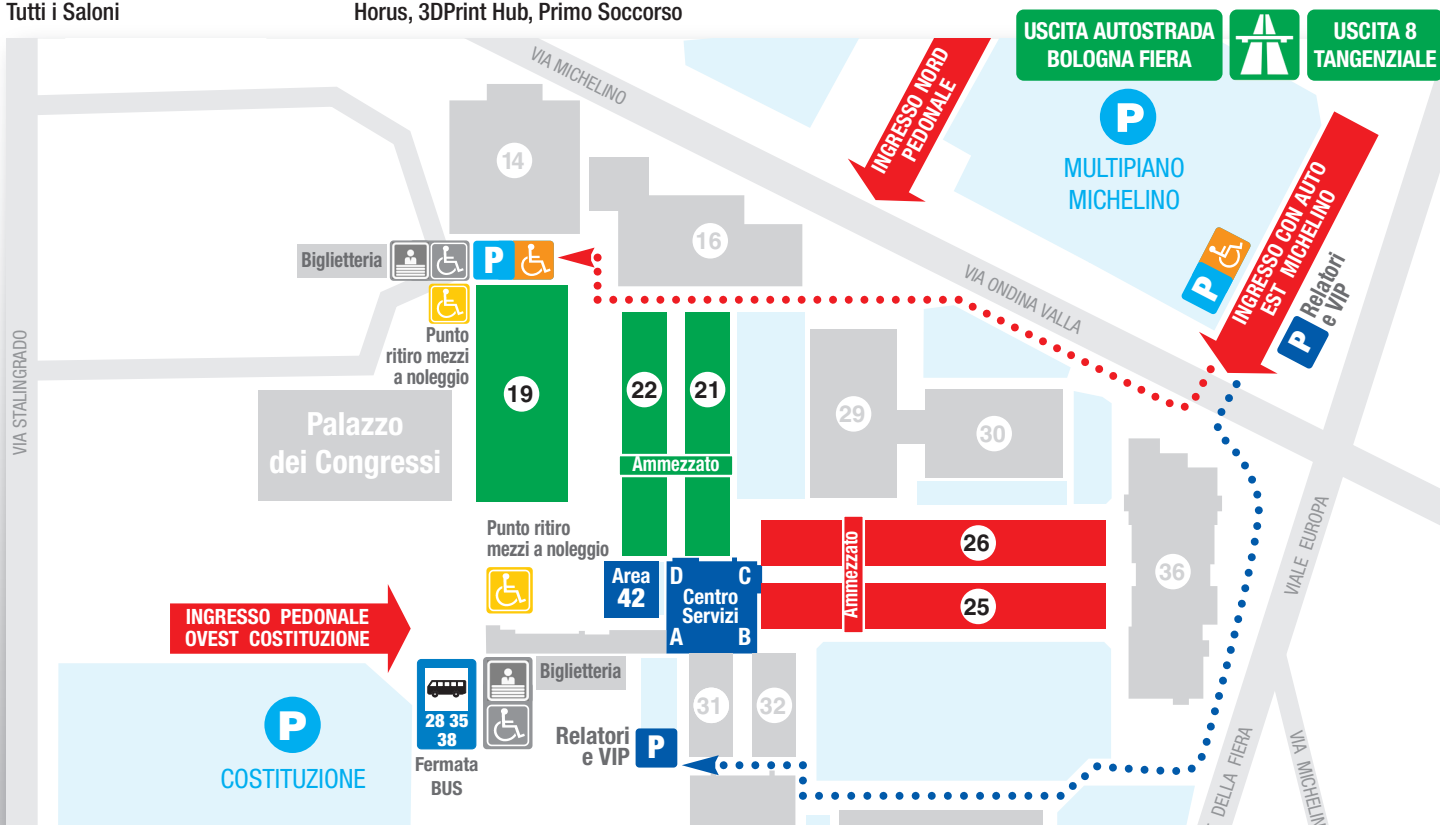 Tutti i Saloni
Horus, 3DPrint Hub, Primo Soccorso
USCITA AUTOSTRADA
BOLOGNA FIERA
USCITA 8
TANGENZIALE
VIA MICHELINO
INGRESSO NORD
PEDONALE
P
MULTIPIANO
MICHELINO
14
16
Biglietteria
P
VIA ONDINA VALLA
P
INGRESSO CON AUTO
EST MICHELINO
P
Relatori
e VIP
Punto
ritiro mezzi
a noleggio
VIA STALINGRADO
19
22
21
29
30
Palazzo
dei Congressi
Ammezzato
Punto ritiro
mezzi a noleggio
26
Ammezzato
25
36
VIALE EUROPA
Area
42
D
C
Centro
Servizi
A
B
INGRESSO PEDONALE
OVEST COSTITUZIONE
Biglietteria
28 35
38
Fermata
BUS
P
COSTITUZIONE
31
32
Relatori
e VIP
P
DELLA FIERA
VIA MICHELIN